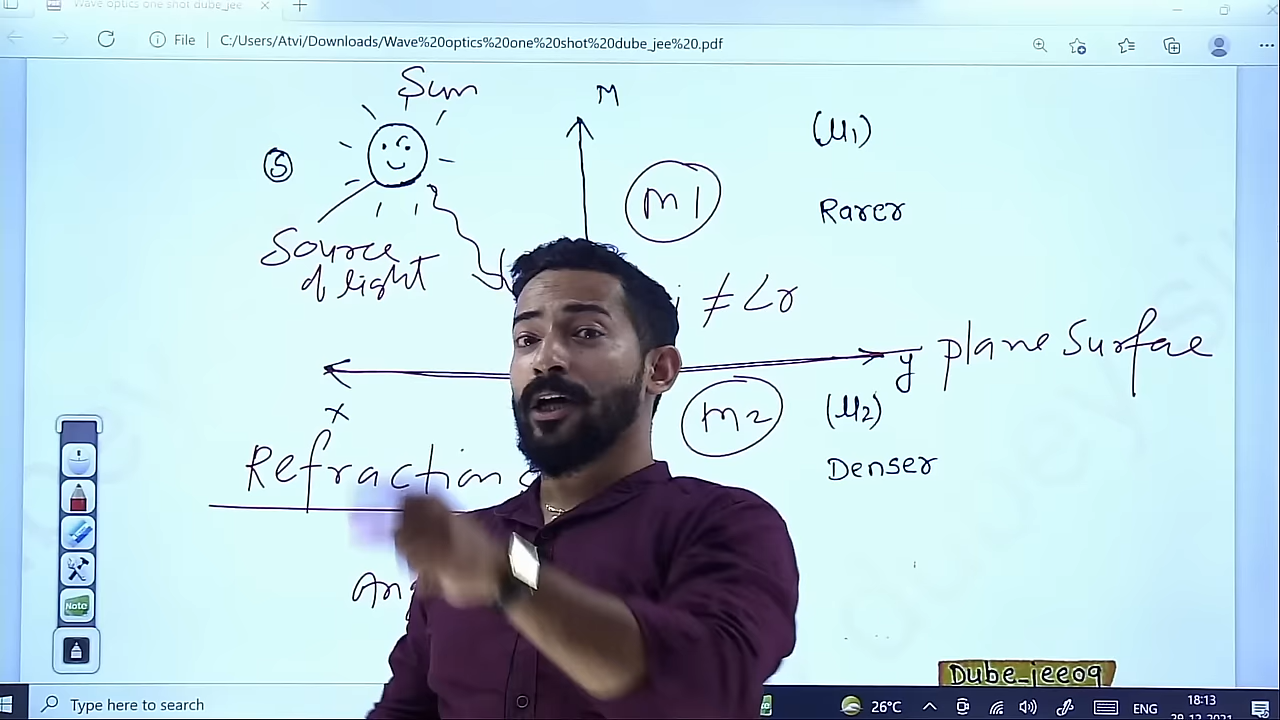 Wave optics one shot dube_jee
File
C:/Users/Atvi/Downloads/Wave%20optics%20one%20shot%20dube_jee%20.pdf
Sun
M
(μ1)
S
m1
Rarer
Source
of light
≠ ∠r
plane Surfae
y
x
m2
(μ2)
Refraction
Denser
Note
Dube_jee09
Type here to search
26°C
ENG
18:13